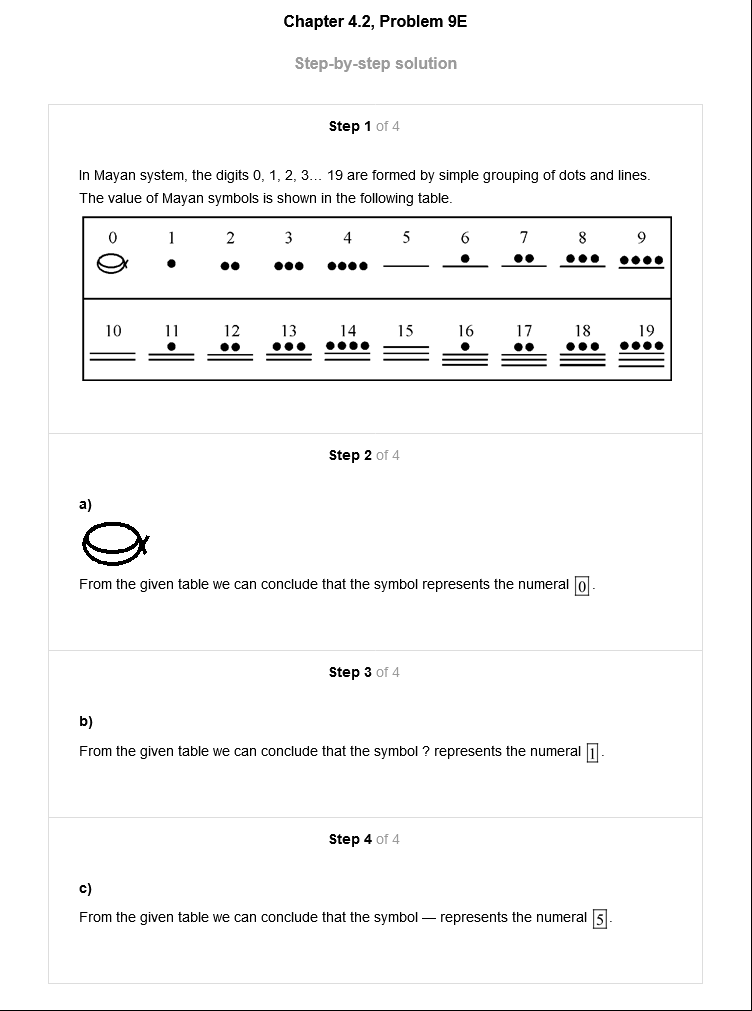 Chapter 4.2, Problem 9E
Step-by-step solution
Step 1 of 4
In Mayan system, the digits 0, 1, 2, 3… 19 are formed by simple grouping of dots and lines.
The value of Mayan symbols is shown in the following table.
0 1 2 3 4 5 6 7 8 9
10 11 12 13 14 15 16 17 18 19
Step 2 of 4
a)
From the given table we can conclude that the symbol represents the numeral 0.
Step 3 of 4
b)
From the given table we can conclude that the symbol ? represents the numeral 1.
Step 4 of 4
c)
From the given table we can conclude that the symbol — represents the numeral 5.